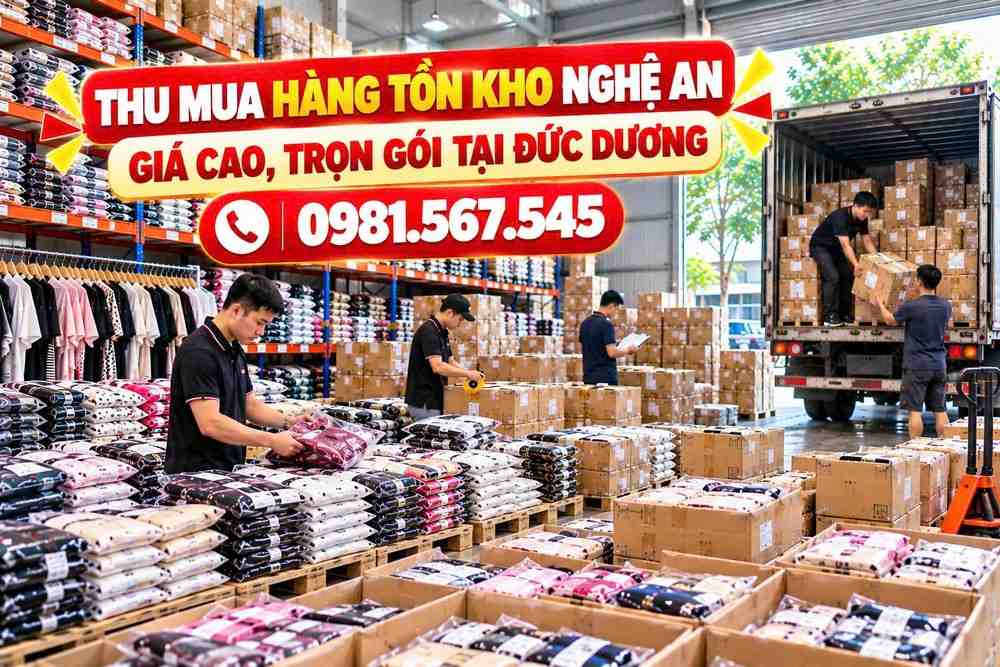 THU MUA HÀNG TỒN KHO NGHỆ AN
GIÁ CAO, TRỌN GÓI TẠI ĐỨC DƯƠNG
0981.567.545